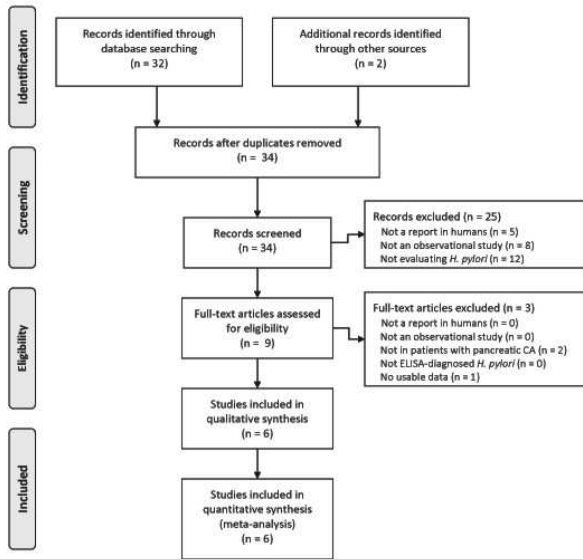 Identification
Records identified through
database searching
(n = 32)
Additional records identified
through other sources
(n = 2)
Records after duplicates removed
(n = 34)
Screening
Records screened
(n = 34)
Records excluded (n = 25)
Not a report in humans (n = 5)
Not an observational study (n = 8)
Not evaluating H. pylori (n = 12)
Eligibility
Full-text articles assessed
for eligibility
(n = 9)
Full-text articles excluded (n = 3)
Not a report in humans (n = 0)
Not an observational study (n = 0)
Not in patients with pancreatic CA (n = 2)
Not ELISA-diagnosed H. pylori (n = 0)
No usable data (n = 1)
Studies included in
qualitative synthesis
(n = 6)
Included
Studies included in
quantitative synthesis
(meta-analysis)
(n = 6)